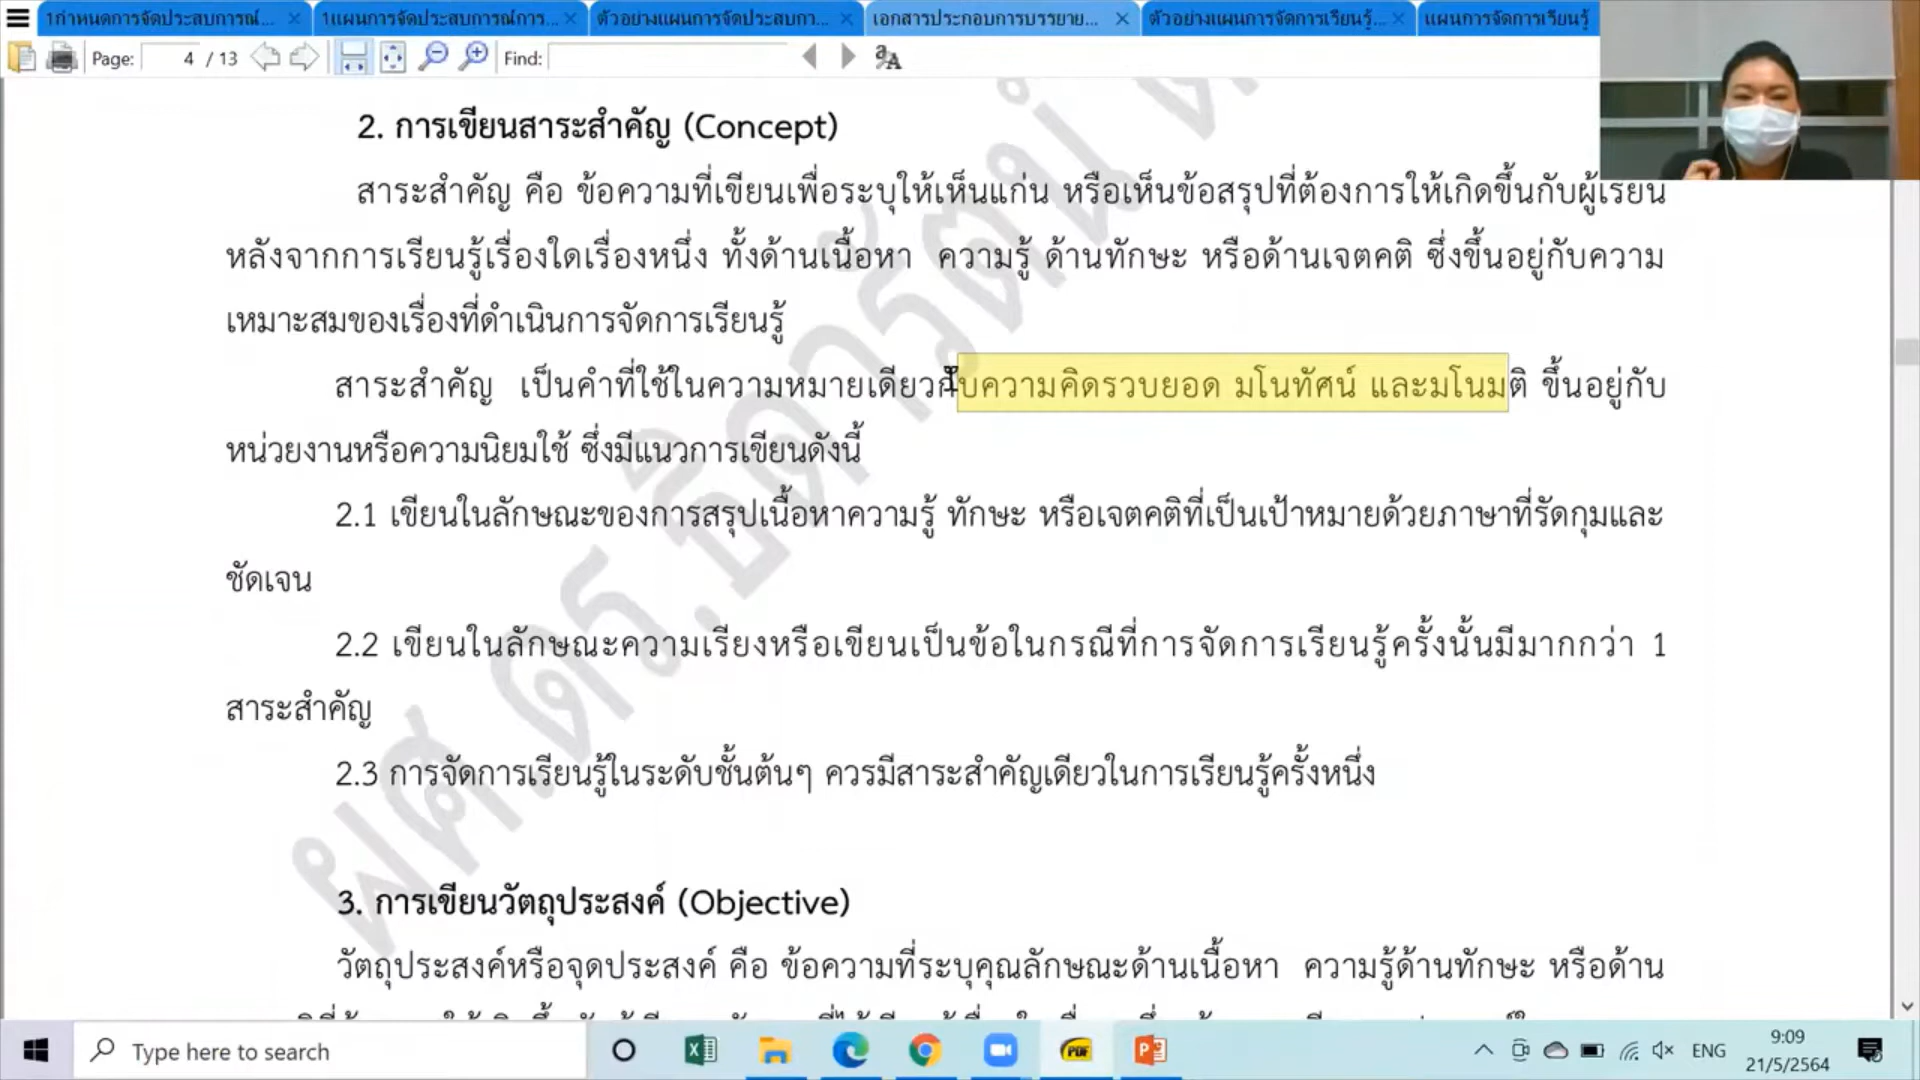 1กำหนดการจัดประสบการณ์... 1แผนการจัดประสบการณ์การ... ตัวอย่างแผนการจัดประสบกา... เอกสารประกอบการบรรยาย... ตัวอย่างแผนการจัดการเรียนรู้... แผนการจัดการเรียนรู้
Page: 4 / 13 Find:
2. การเขียนสาระสำคัญ (Concept)
สาระสำคัญ คือ ข้อความที่เขียนเพื่อระบุให้เห็นแก่น หรือเห็นข้อสรุปที่ต้องการให้เกิดขึ้นกับผู้เรียน
หลังจากการเรียนรู้เรื่องใดเรื่องหนึ่ง ทั้งด้านเนื้อหา ความรู้ ด้านทักษะ หรือด้านเจตคติ ซึ่งขึ้นอยู่กับความ
เหมาะสมของเรื่องที่ดำเนินการจัดการเรียนรู้
สาระสำคัญ เป็นคำที่ใช้ในความหมายเดียวกับความคิดรวบยอด มโนทัศน์ และมโนมติ ขึ้นอยู่กับ
หน่วยงานหรือความนิยมใช้ ซึ่งมีแนวการเขียนดังนี้
2.1 เขียนในลักษณะของการสรุปเนื้อหาความรู้ ทักษะ หรือเจตคติที่เป็นเป้าหมายด้วยภาษาที่รัดกุมและ
ชัดเจน
2.2 เขียนในลักษณะความเรียงหรือเขียนเป็นข้อในกรณีที่การจัดการเรียนรู้ครั้งนั้นมีมากกว่า 1
สาระสำคัญ
2.3 การจัดการเรียนรู้ในระดับชั้นต้นๆ ควรมีสาระสำคัญเดียวในการเรียนรู้ครั้งหนึ่ง
3. การเขียนวัตถุประสงค์ (Objective)
วัตถุประสงค์หรือจุดประสงค์ คือ ข้อความที่ระบุคุณลักษณะด้านเนื้อหา ความรู้ด้านทักษะ หรือด้าน
ผศ.ดร.ธิดารัตน์
Type here to search
ENG
9:09
21/5/2564